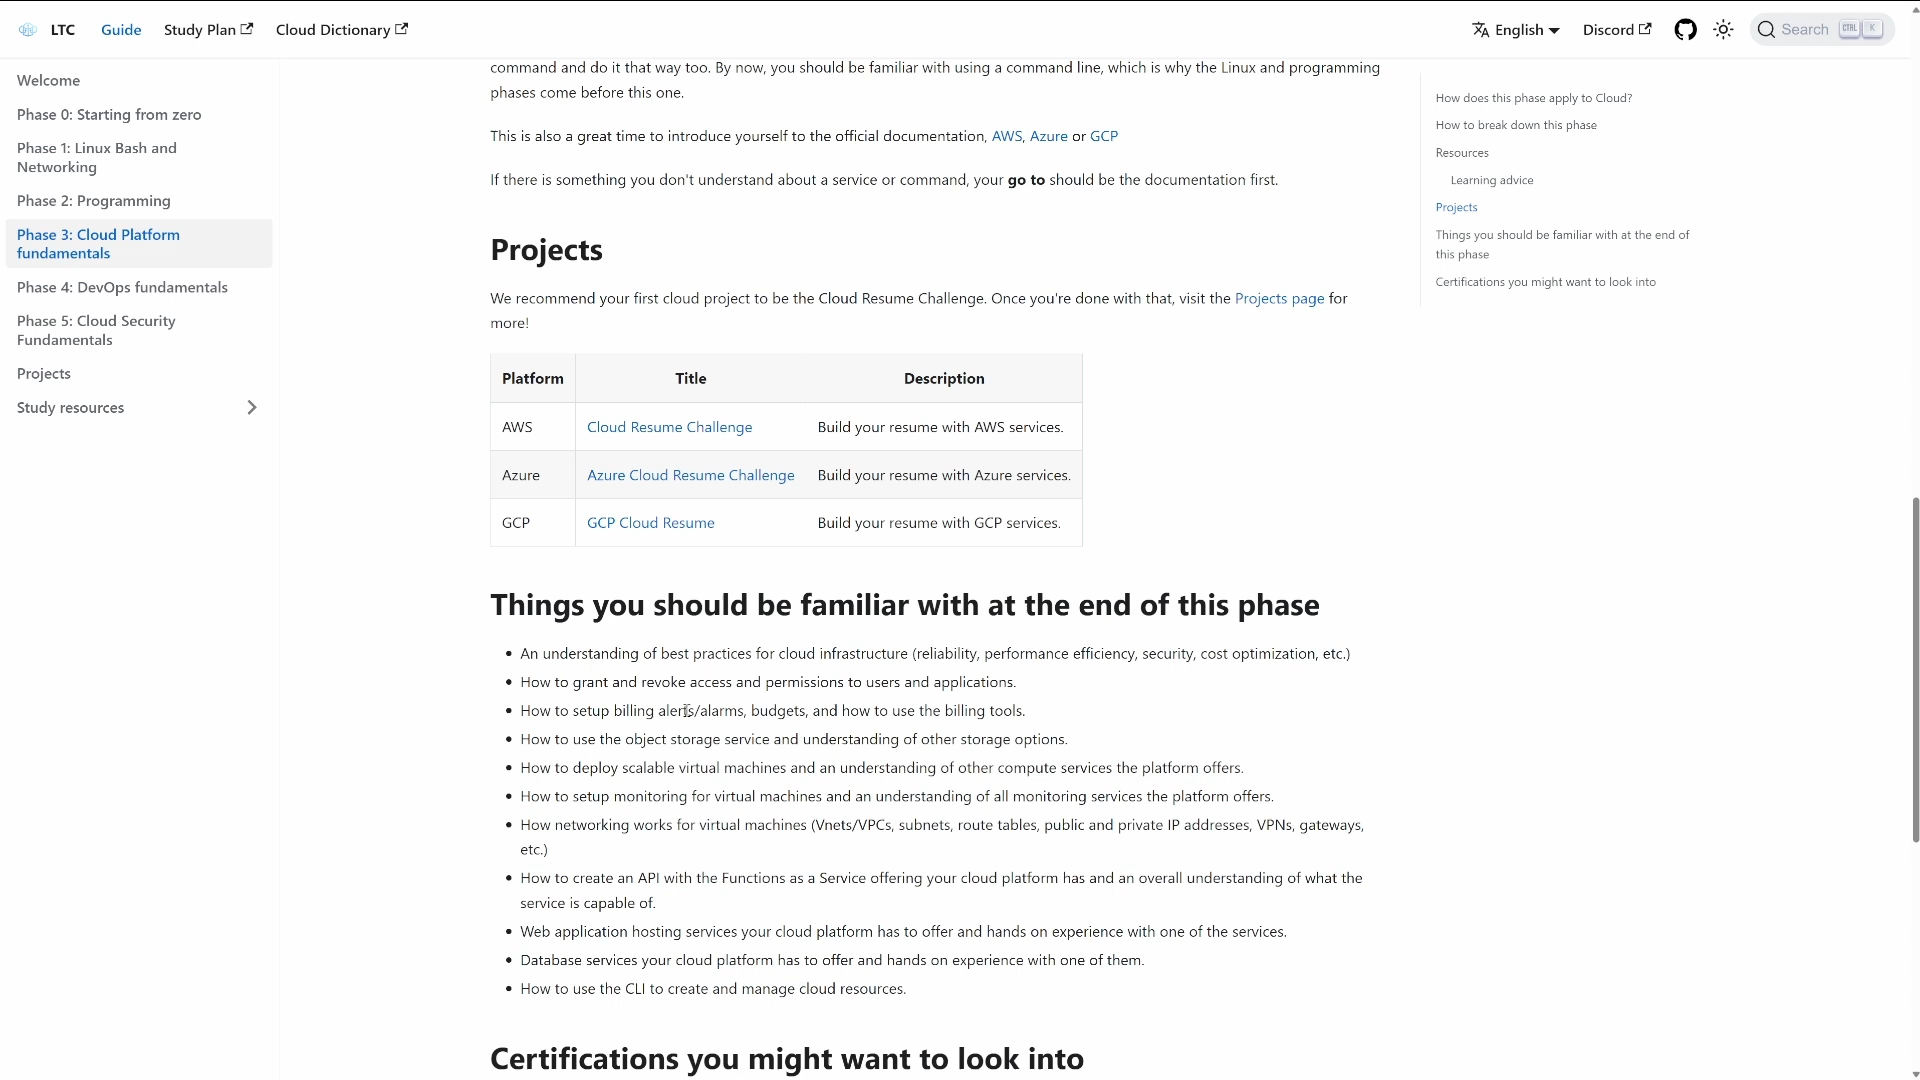 LTC Guide Study Plan Cloud Dictionary English Discord Search CTRL K
Welcome
Phase 0: Starting from zero
Phase 1: Linux Bash and
Networking
Phase 2: Programming
Phase 3: Cloud Platform
fundamentals
Phase 4: DevOps fundamentals
Phase 5: Cloud Security
Fundamentals
Projects
Study resources
command and do it that way too. By now, you should be familiar with using a command line, which is why the Linux and programming
phases come before this one.
This is also a great time to introduce yourself to the official documentation, AWS, Azure or GCP
If there is something you don't understand about a service or command, your go to should be the documentation first.
Projects
We recommend your first cloud project to be the Cloud Resume Challenge. Once you're done with that, visit the Projects page for
more!
Platform Title Description
AWS Cloud Resume Challenge Build your resume with AWS services.
Azure Azure Cloud Resume Challenge Build your resume with Azure services.
GCP GCP Cloud Resume Build your resume with GCP services.
Things you should be familiar with at the end of this phase
• An understanding of best practices for cloud infrastructure (reliability, performance efficiency, security, cost optimization, etc.)
• How to grant and revoke access and permissions to users and applications.
• How to setup billing alerts/alarms, budgets, and how to use the billing tools.
• How to use the object storage service and understanding of other storage options.
• How to deploy scalable virtual machines and an understanding of other compute services the platform offers.
• How to setup monitoring for virtual machines and an understanding of all monitoring services the platform offers.
• How networking works for virtual machines (Vnets/VPCs, subnets, route tables, public and private IP addresses, VPNs, gateways,
etc.)
• How to create an API with the Functions as a Service offering your cloud platform has and an overall understanding of what the
service is capable of.
• Web application hosting services your cloud platform has to offer and hands on experience with one of the services.
• Database services your cloud platform has to offer and hands on experience with one of them.
• How to use the CLI to create and manage cloud resources.
Certifications you might want to look into
How does this phase apply to Cloud?
How to break down this phase
Resources
Learning advice
Projects
Things you should be familiar with at the end of
this phase
Certifications you might want to look into